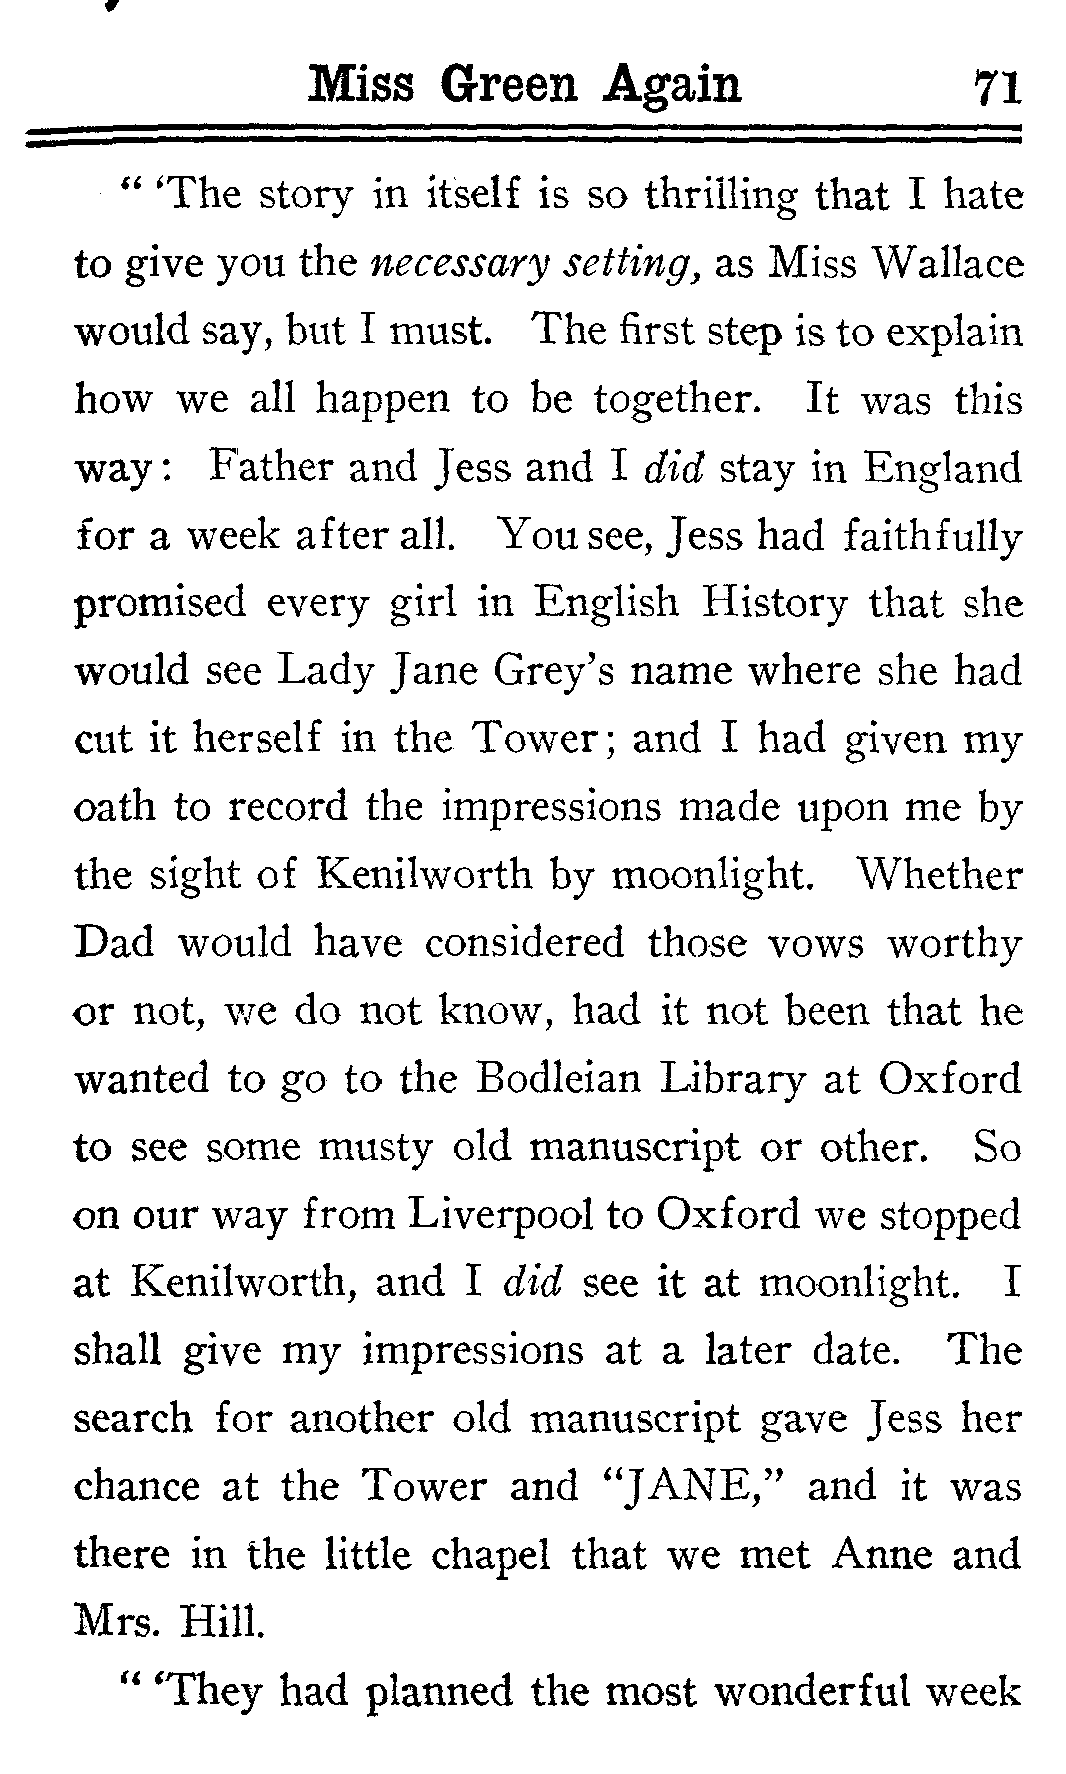 Miss Green Again 71
“ ‘The story in itself is so thrilling that I hate
to give you the necessary setting, as Miss Wallace
would say, but I must. The first step is to explain
how we all happen to be together. It was this
way: Father and Jess and I did stay in England
for a week after all. You see, Jess had faithfully
promised every girl in English History that she
would see Lady Jane Grey’s name where she had
cut it herself in the Tower; and I had given my
oath to record the impressions made upon me by
the sight of Kenilworth by moonlight. Whether
Dad would have considered those vows worthy
or not, we do not know, had it not been that he
wanted to go to the Bodleian Library at Oxford
to see some musty old manuscript or other. So
on our way from Liverpool to Oxford we stopped
at Kenilworth, and I did see it at moonlight. I
shall give my impressions at a later date. The
search for another old manuscript gave Jess her
chance at the Tower and “JANE,” and it was
there in the little chapel that we met Anne and
Mrs. Hill.
“ ‘They had planned the most wonderful week